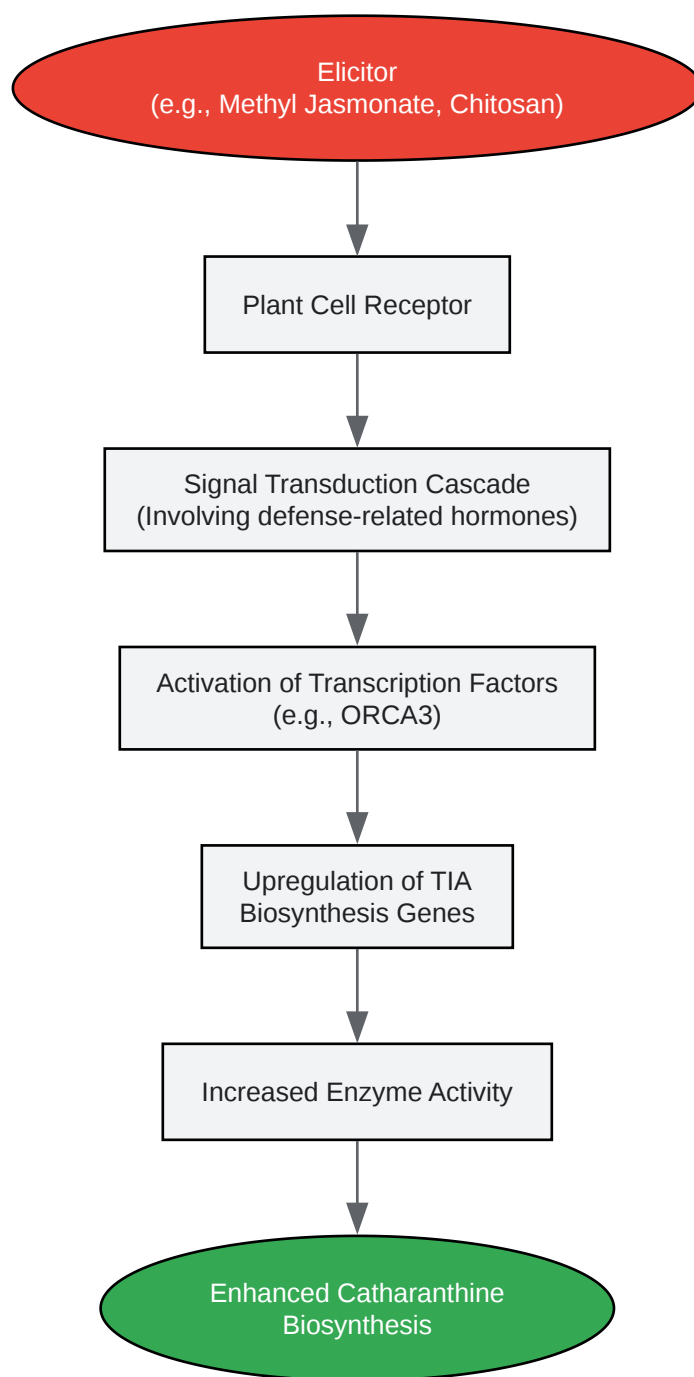 Elicitor
(e.g., Methyl Jasmonate, Chitosan)
Plant Cell Receptor
Signal Transduction Cascade
(Involving defense-related hormones)
Activation of Transcription Factors
(e.g., ORCA3)
Upregulation of TIA
Biosynthesis Genes
Increased Enzyme Activity
Enhanced Catharanthine
Biosynthesis